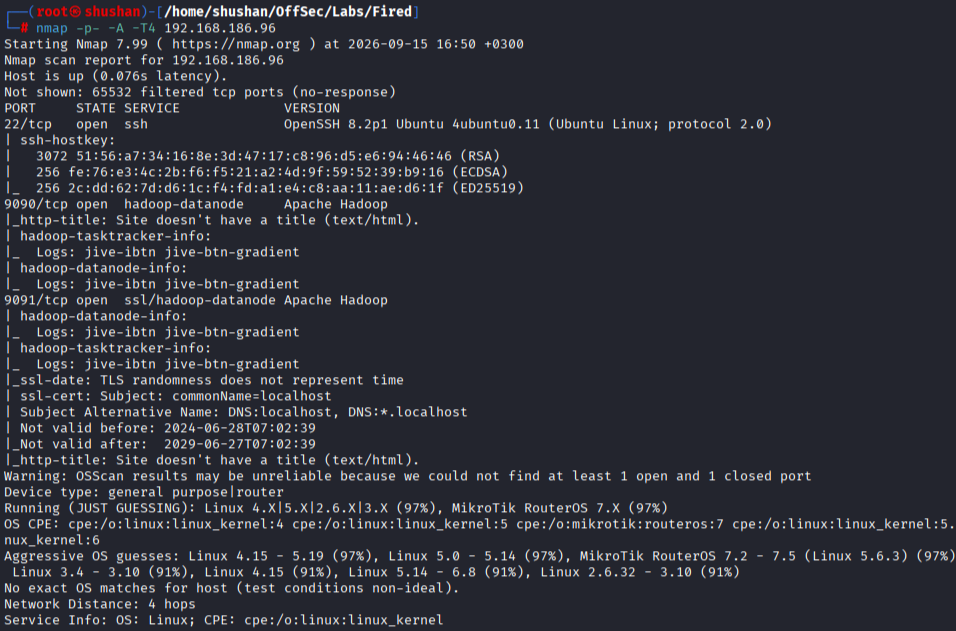 ┌──(root㉿shushan)-[/home/shushan/OffSec/Labs/Fired]
└─# nmap -p- -A -T4 192.168.186.96
Starting Nmap 7.99 ( https://nmap.org ) at 2026-09-15 16:50 +0300
Nmap scan report for 192.168.186.96
Host is up (0.076s latency).
Not shown: 65532 filtered tcp ports (no-response)
PORT     STATE SERVICE             VERSION
22/tcp   open  ssh                 OpenSSH 8.2p1 Ubuntu 4ubuntu0.11 (Ubuntu Linux; protocol 2.0)
| ssh-hostkey:
|   3072 51:56:a7:34:16:8e:3d:47:17:c8:96:d5:e6:94:46:46 (RSA)
|   256 fe:76:e3:4c:2b:f6:f5:21:a2:4d:9f:59:52:39:b9:16 (ECDSA)
|_  256 2c:dd:62:7d:d6:1c:f4:fd:a1:e4:c8:aa:11:ae:d6:1f (ED25519)
9090/tcp open  hadoop-datanode     Apache Hadoop
|_http-title: Site doesn't have a title (text/html).
| hadoop-tasktracker-info:
|_  Logs: jive-ibtn jive-btn-gradient
| hadoop-datanode-info:
|_  Logs: jive-ibtn jive-btn-gradient
9091/tcp open  ssl/hadoop-datanode Apache Hadoop
| hadoop-datanode-info:
|_  Logs: jive-ibtn jive-btn-gradient
| hadoop-tasktracker-info:
|_  Logs: jive-ibtn jive-btn-gradient
|_ssl-date: TLS randomness does not represent time
| ssl-cert: Subject: commonName=localhost
| Subject Alternative Name: DNS:localhost, DNS:*.localhost
| Not valid before: 2024-06-28T07:02:39
|_Not valid after:  2029-06-27T07:02:39
|_http-title: Site doesn't have a title (text/html).
Warning: OSScan results may be unreliable because we could not find at least 1 open and 1 closed port
Device type: general purpose|router
Running (JUST GUESSING): Linux 4.X|5.X|2.6.X|3.X (97%), MikroTik RouterOS 7.X (97%)
OS CPE: cpe:/o:linux:linux_kernel:4 cpe:/o:linux:linux_kernel:5 cpe:/o:mikrotik:routeros:7 cpe:/o:linux:linux_kernel:5.
nux_kernel:6
Aggressive OS guesses: Linux 4.15 - 5.19 (97%), Linux 5.0 - 5.14 (97%), MikroTik RouterOS 7.2 - 7.5 (Linux 5.6.3) (97%)
 Linux 3.4 - 3.10 (91%), Linux 4.15 (91%), Linux 5.14 - 6.8 (91%), Linux 2.6.32 - 3.10 (91%)
No exact OS matches for host (test conditions non-ideal).
Network Distance: 4 hops
Service Info: OS: Linux; CPE: cpe:/o:linux:linux_kernel